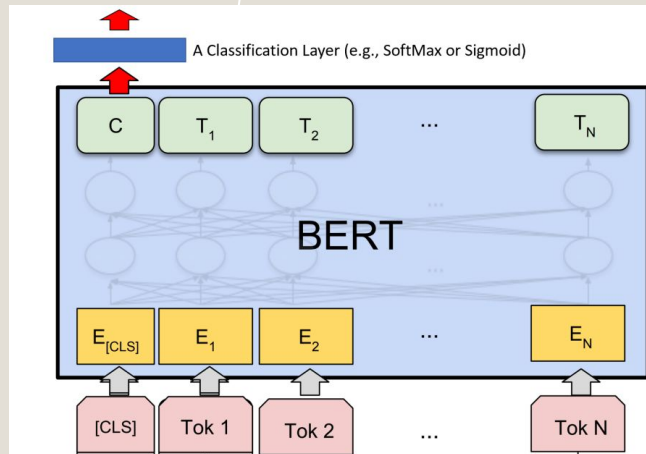 A Classification Layer (e.g., SoftMax or Sigmoid)
C T1 T2 ... TN
...
BERT
...
E[CLS] E1 E2 ... EN
[CLS] Tok 1 Tok 2 ... Tok N